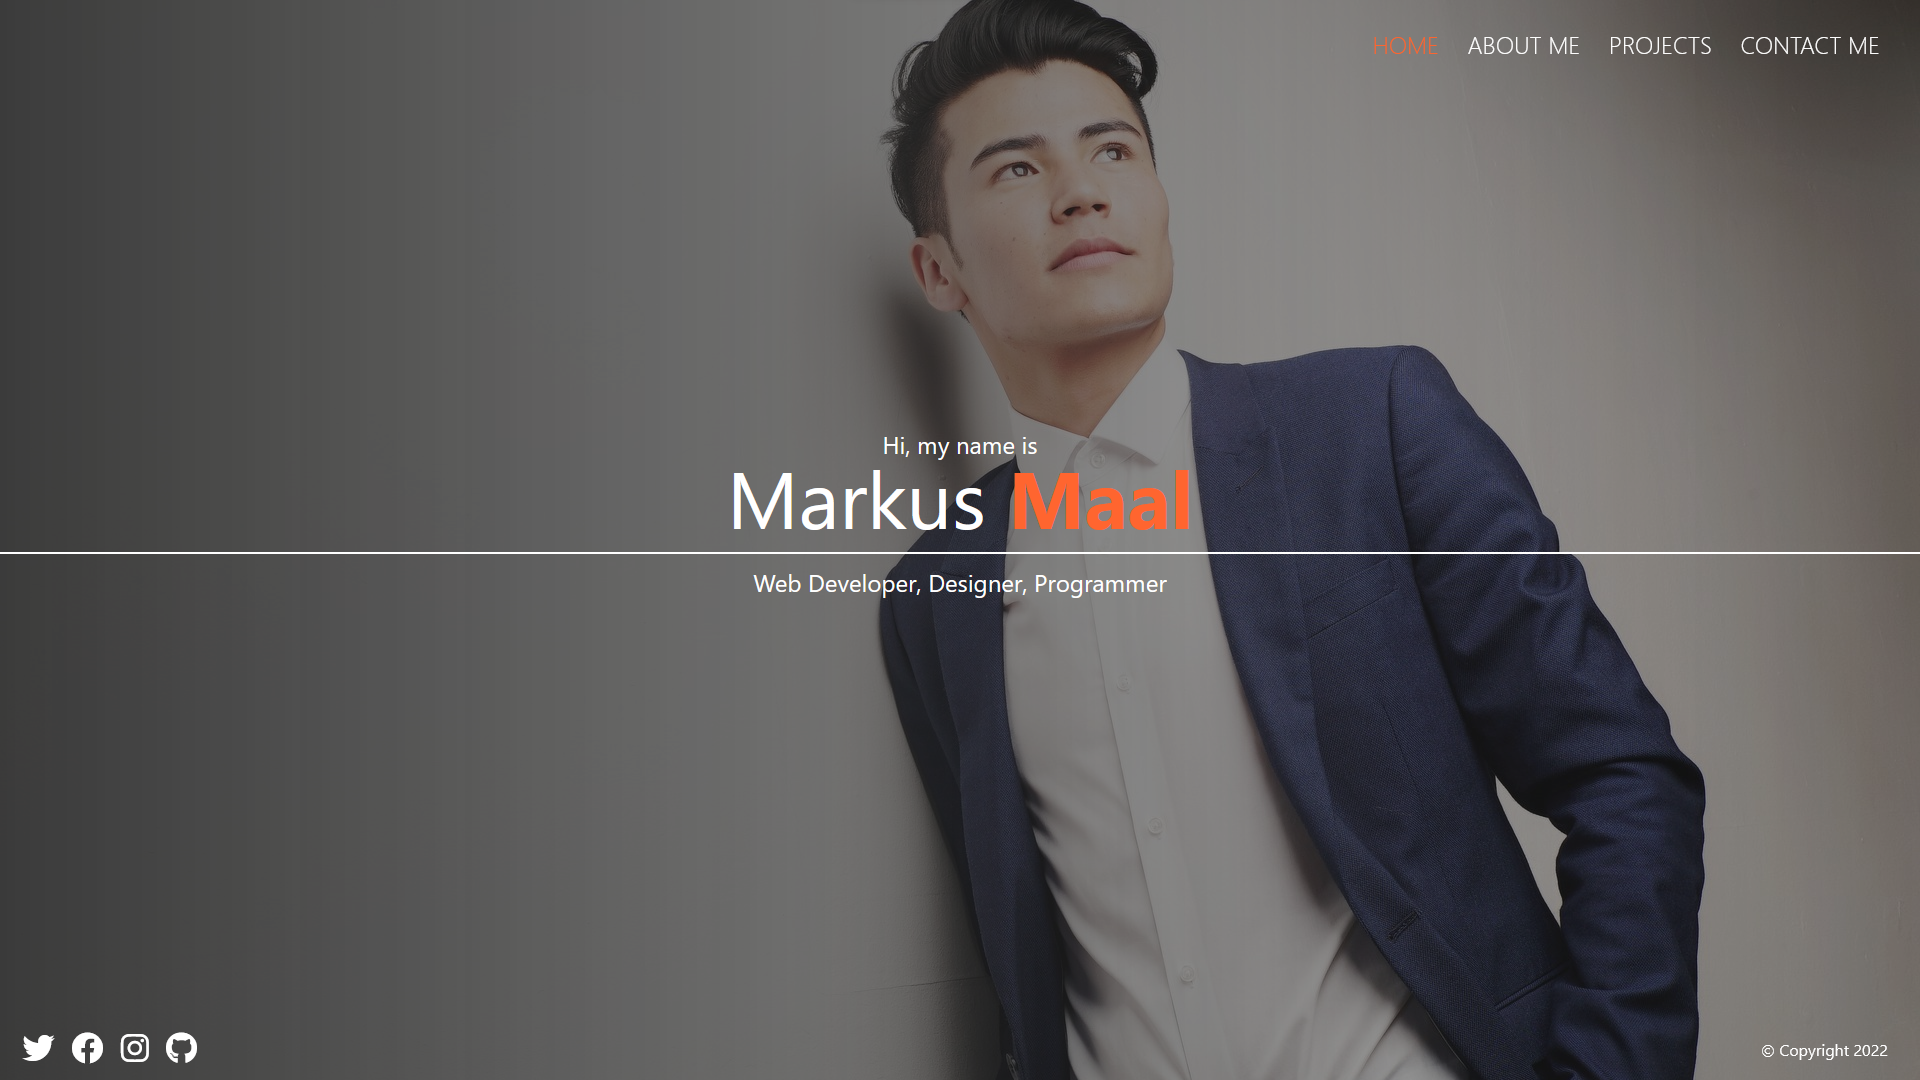 HOME ABOUT ME PROJECTS CONTACT ME
Hi, my name is
Markus Maal
Web Developer, Designer, Programmer
© Copyright 2022